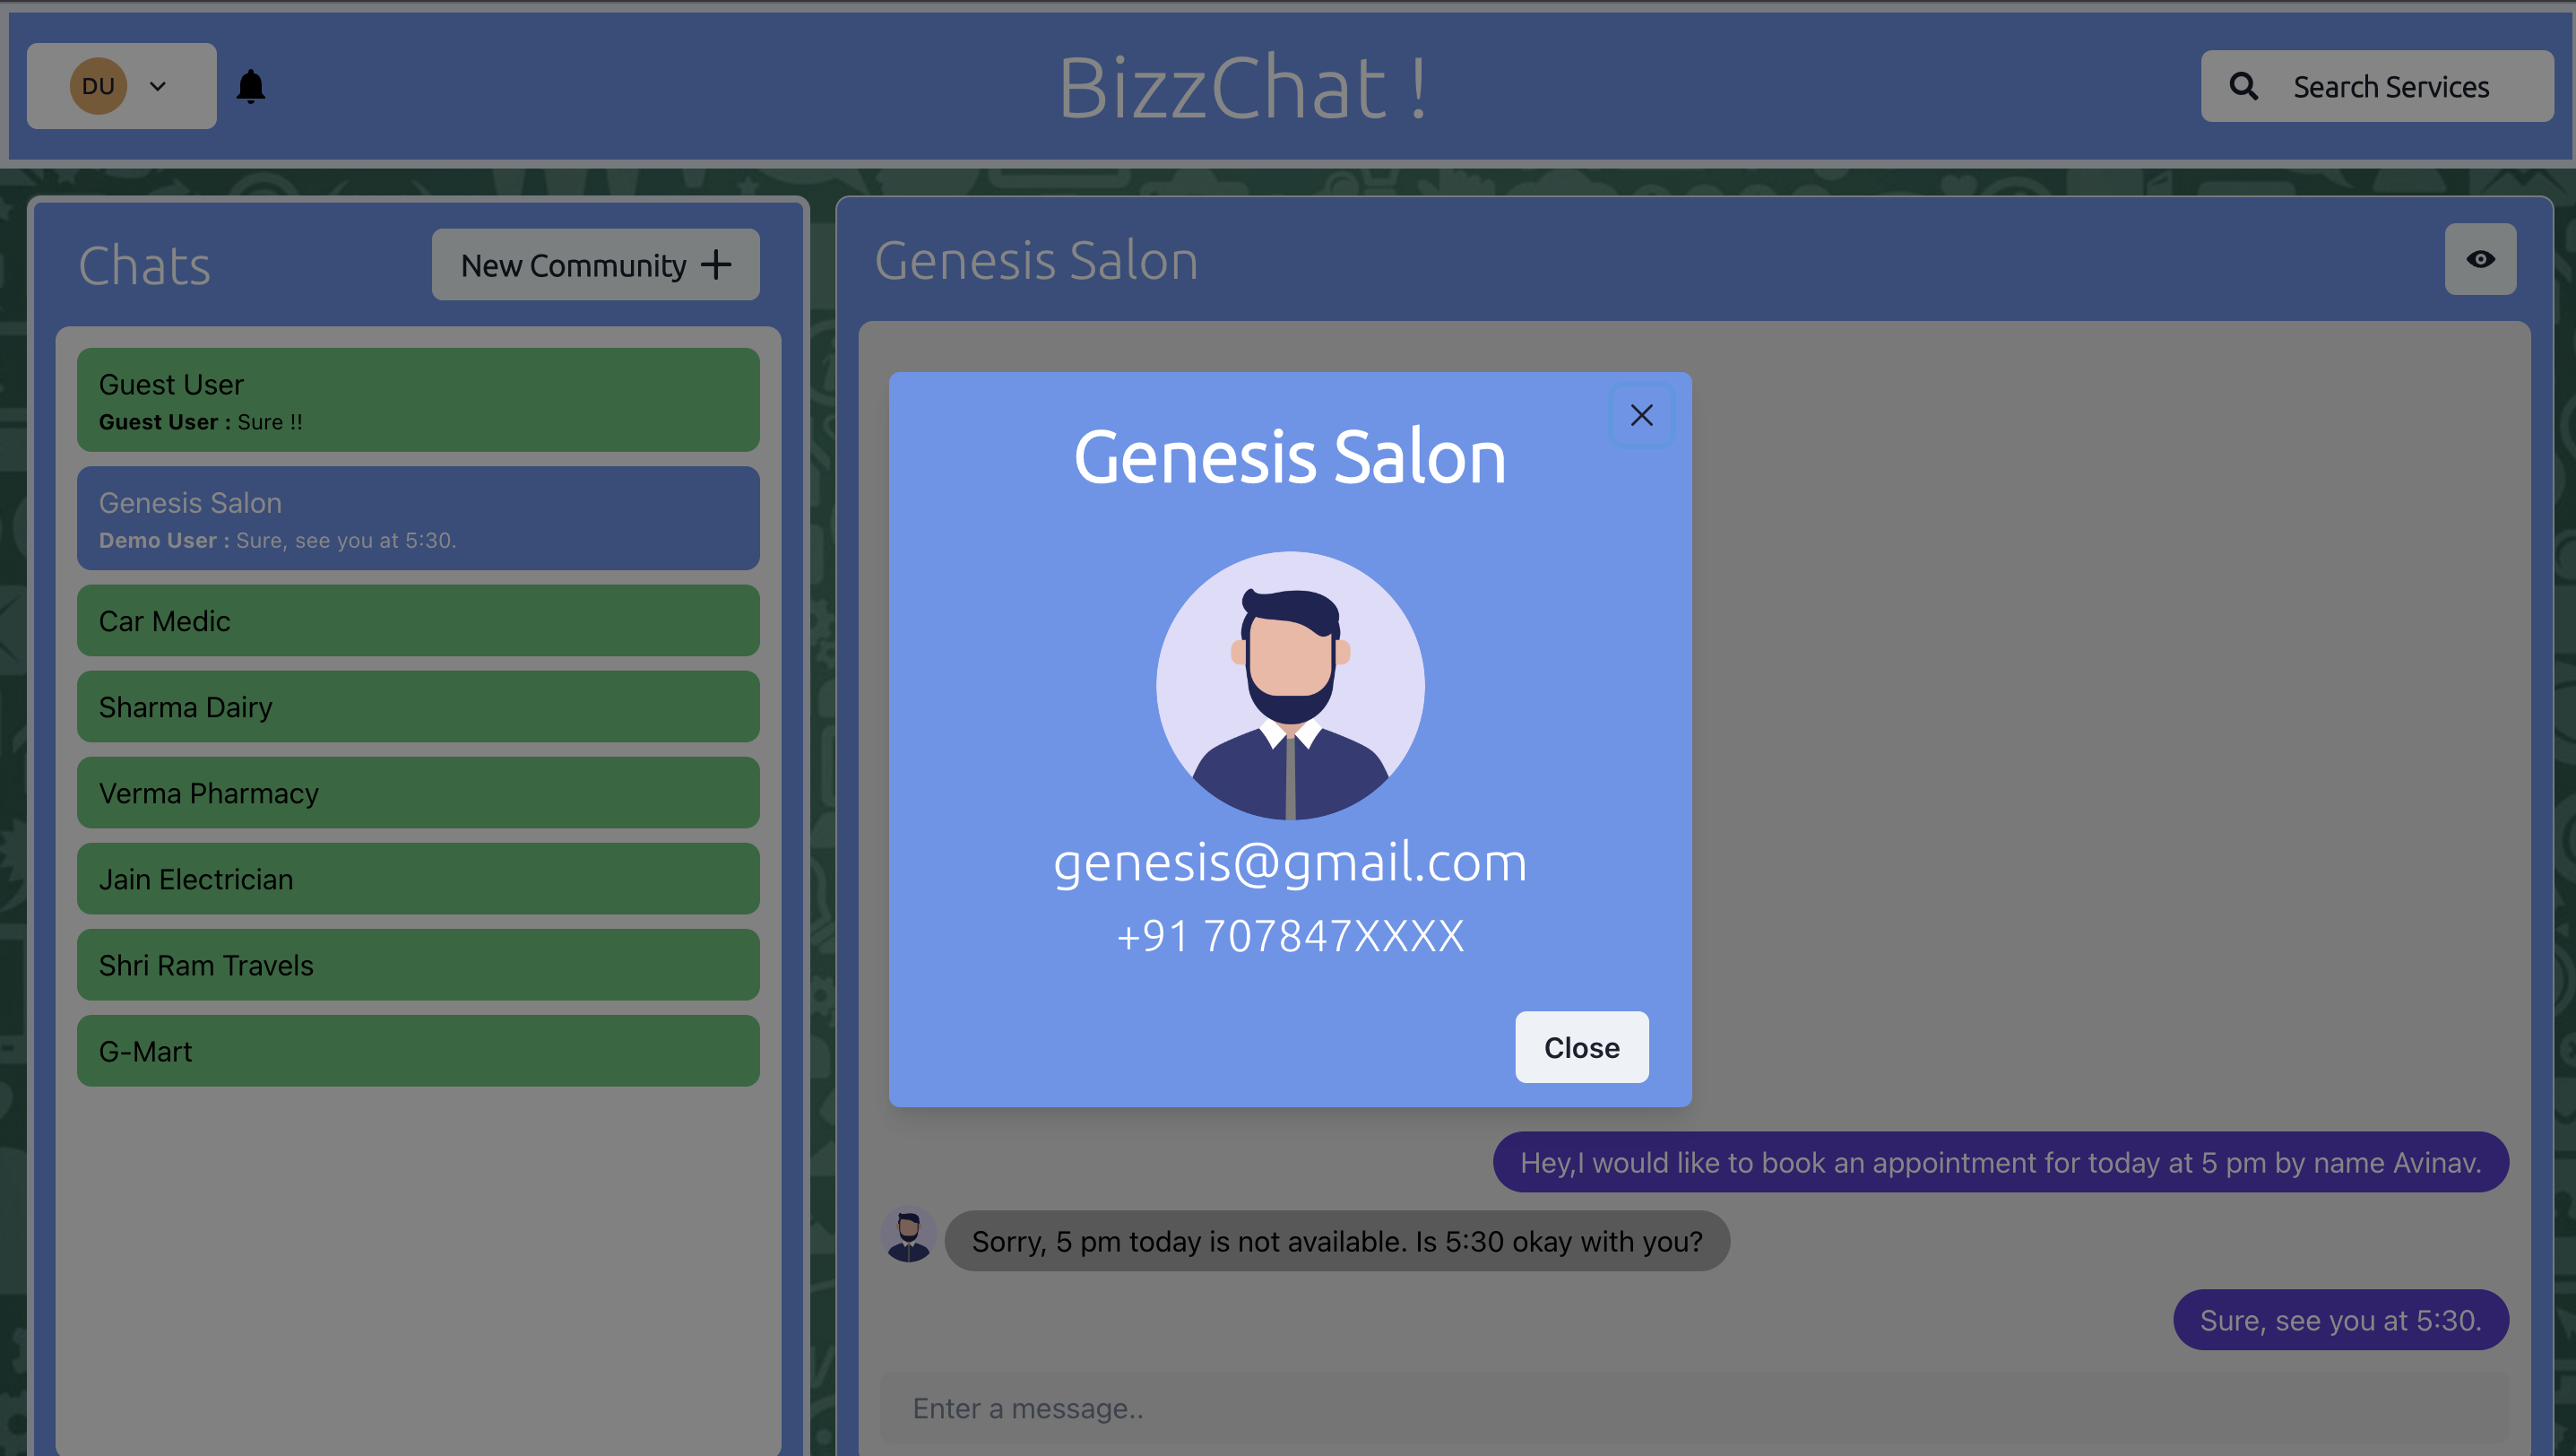 DU
BizzChat !
Search Services
Chats
New Community
Guest User
Guest User : Sure !!
Genesis Salon
Demo User : Sure, see you at 5:30.
Car Medic
Sharma Dairy
Verma Pharmacy
Jain Electrician
Shri Ram Travels
G-Mart
Genesis Salon
Genesis Salon
genesis@gmail.com
+91 707847XXXX
Close
Hey,I would like to book an appointment for today at 5 pm by name Avinav.
Sorry, 5 pm today is not available. Is 5:30 okay with you?
Sure, see you at 5:30.
Enter a message..